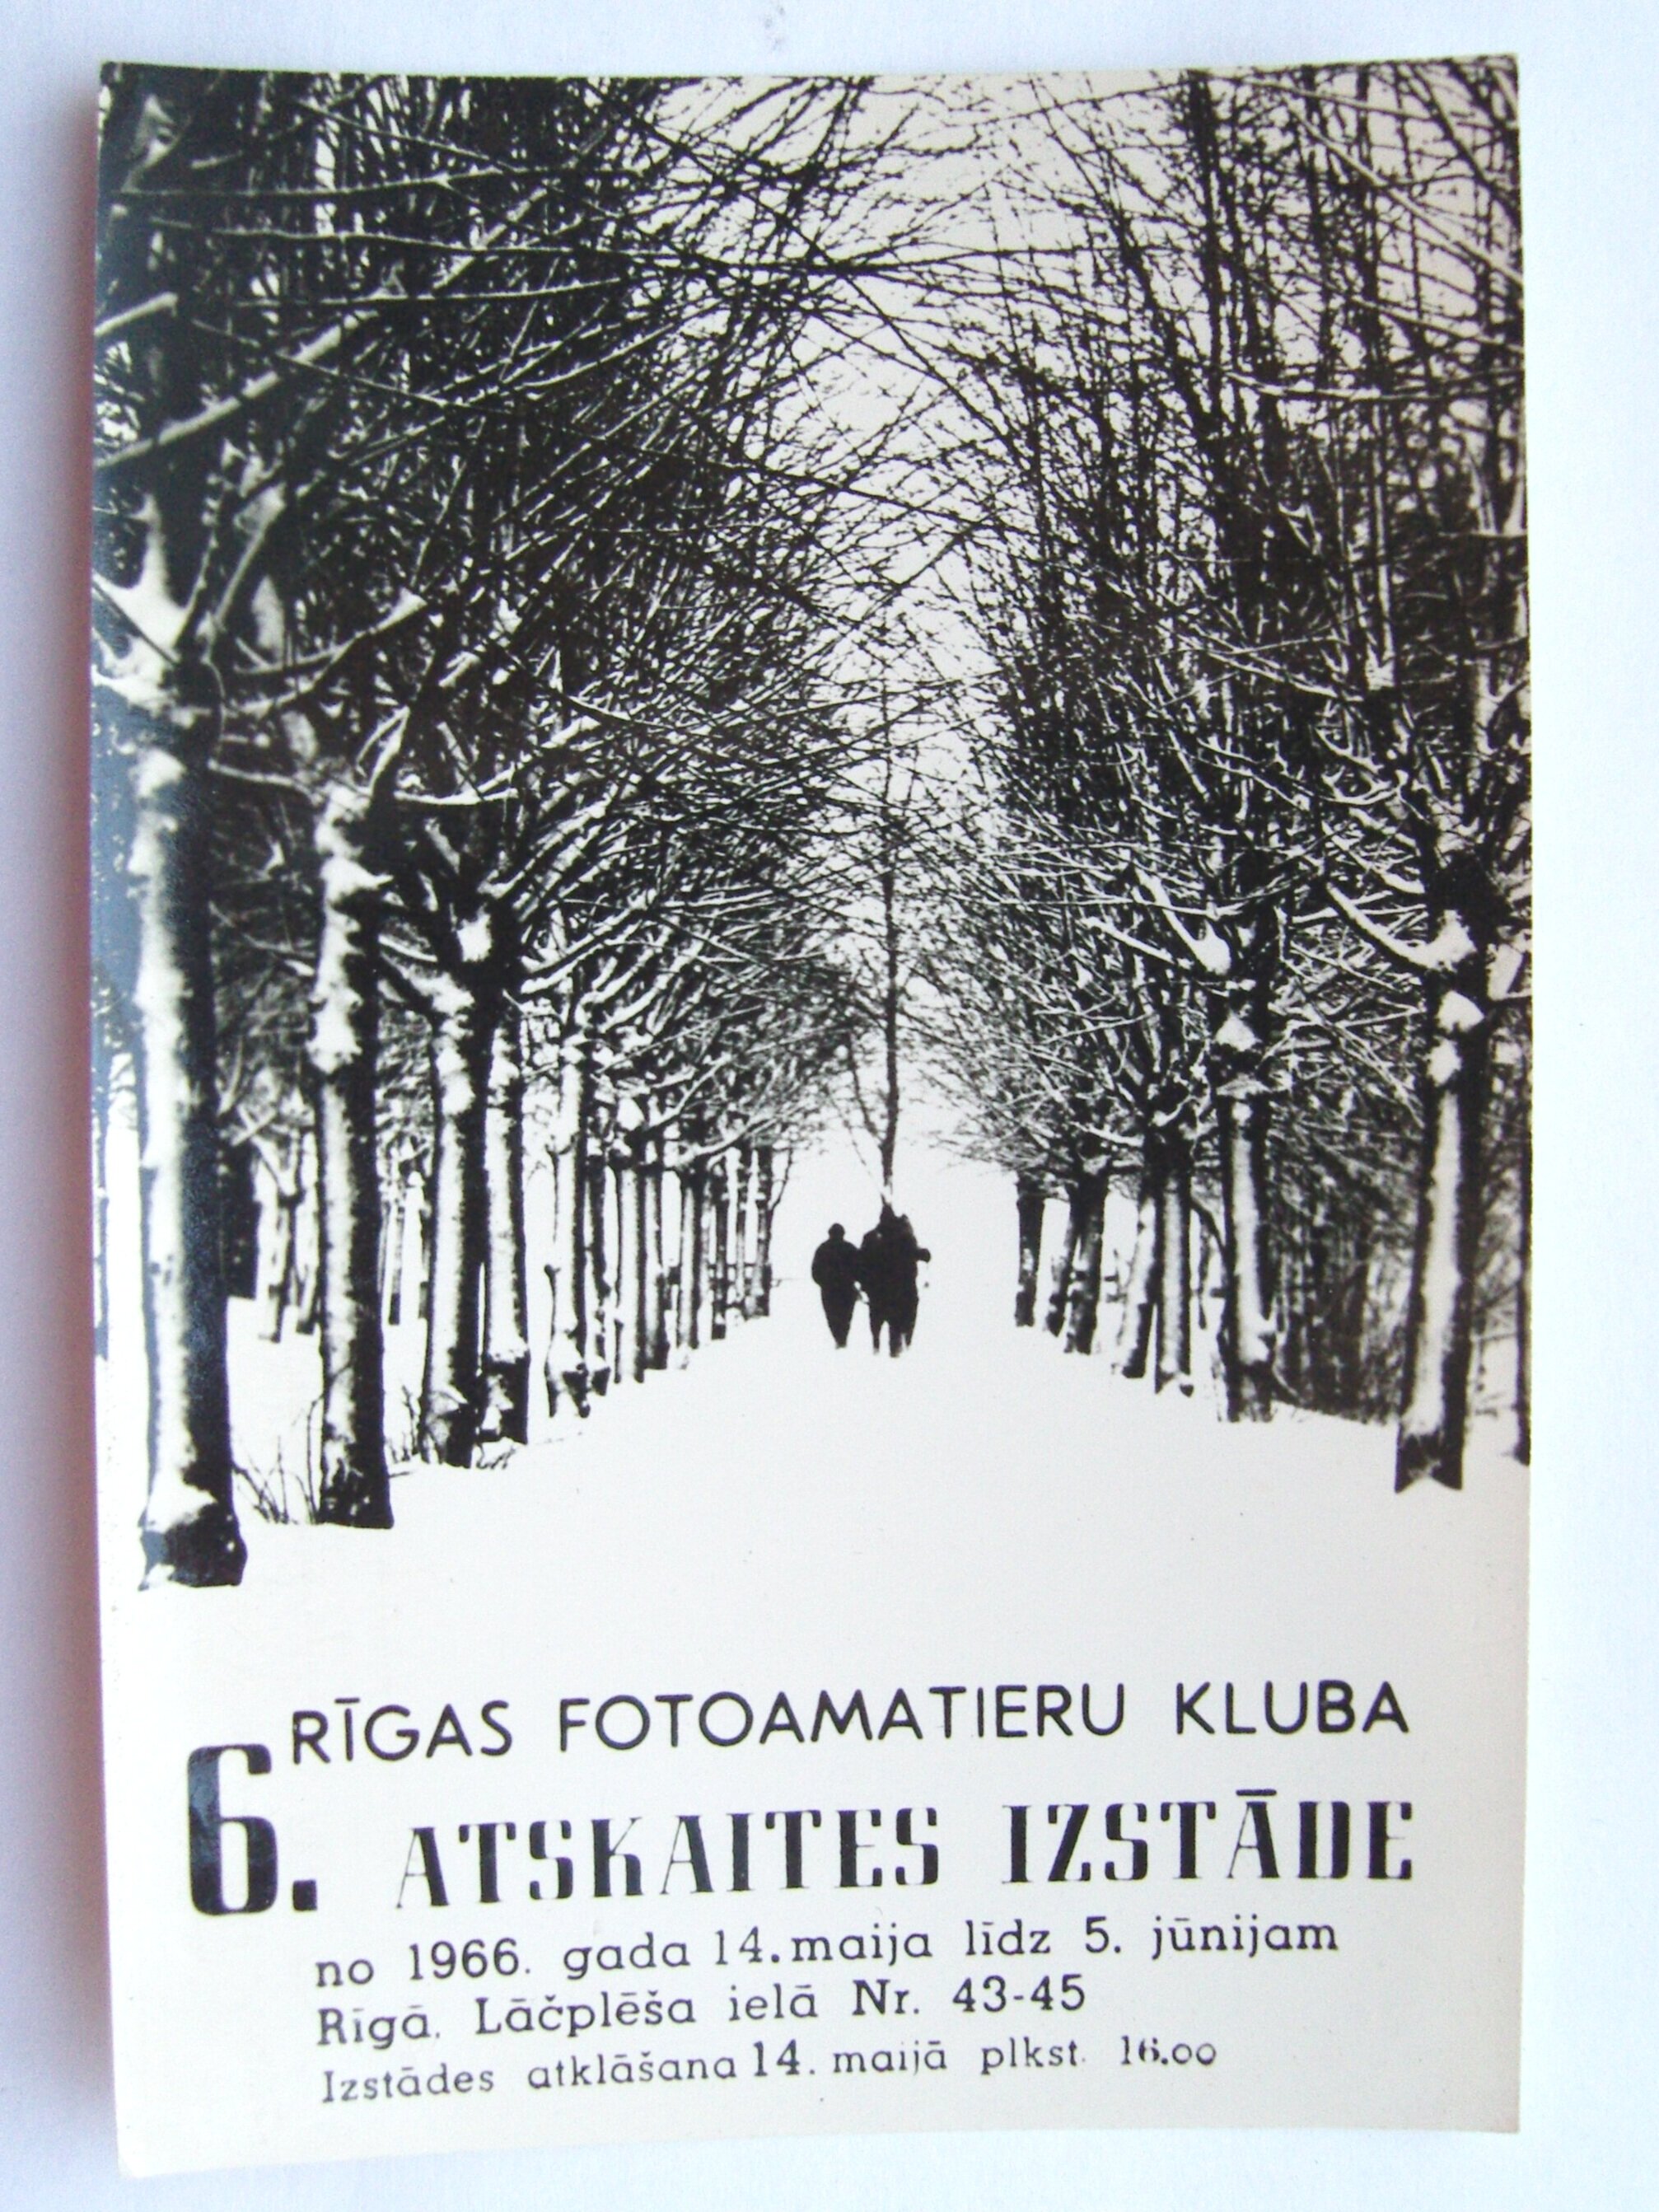 RĪGAS FOTOAMATIERU KLUBA
6. ATSKAITES IZSTĀDE
no 1966. gada 14. maija līdz 5. jūnijam
Rīgā. Lāčplēša ielā Nr. 43-45
Izstādes atklāšana 14. maijā plkst. 16.00